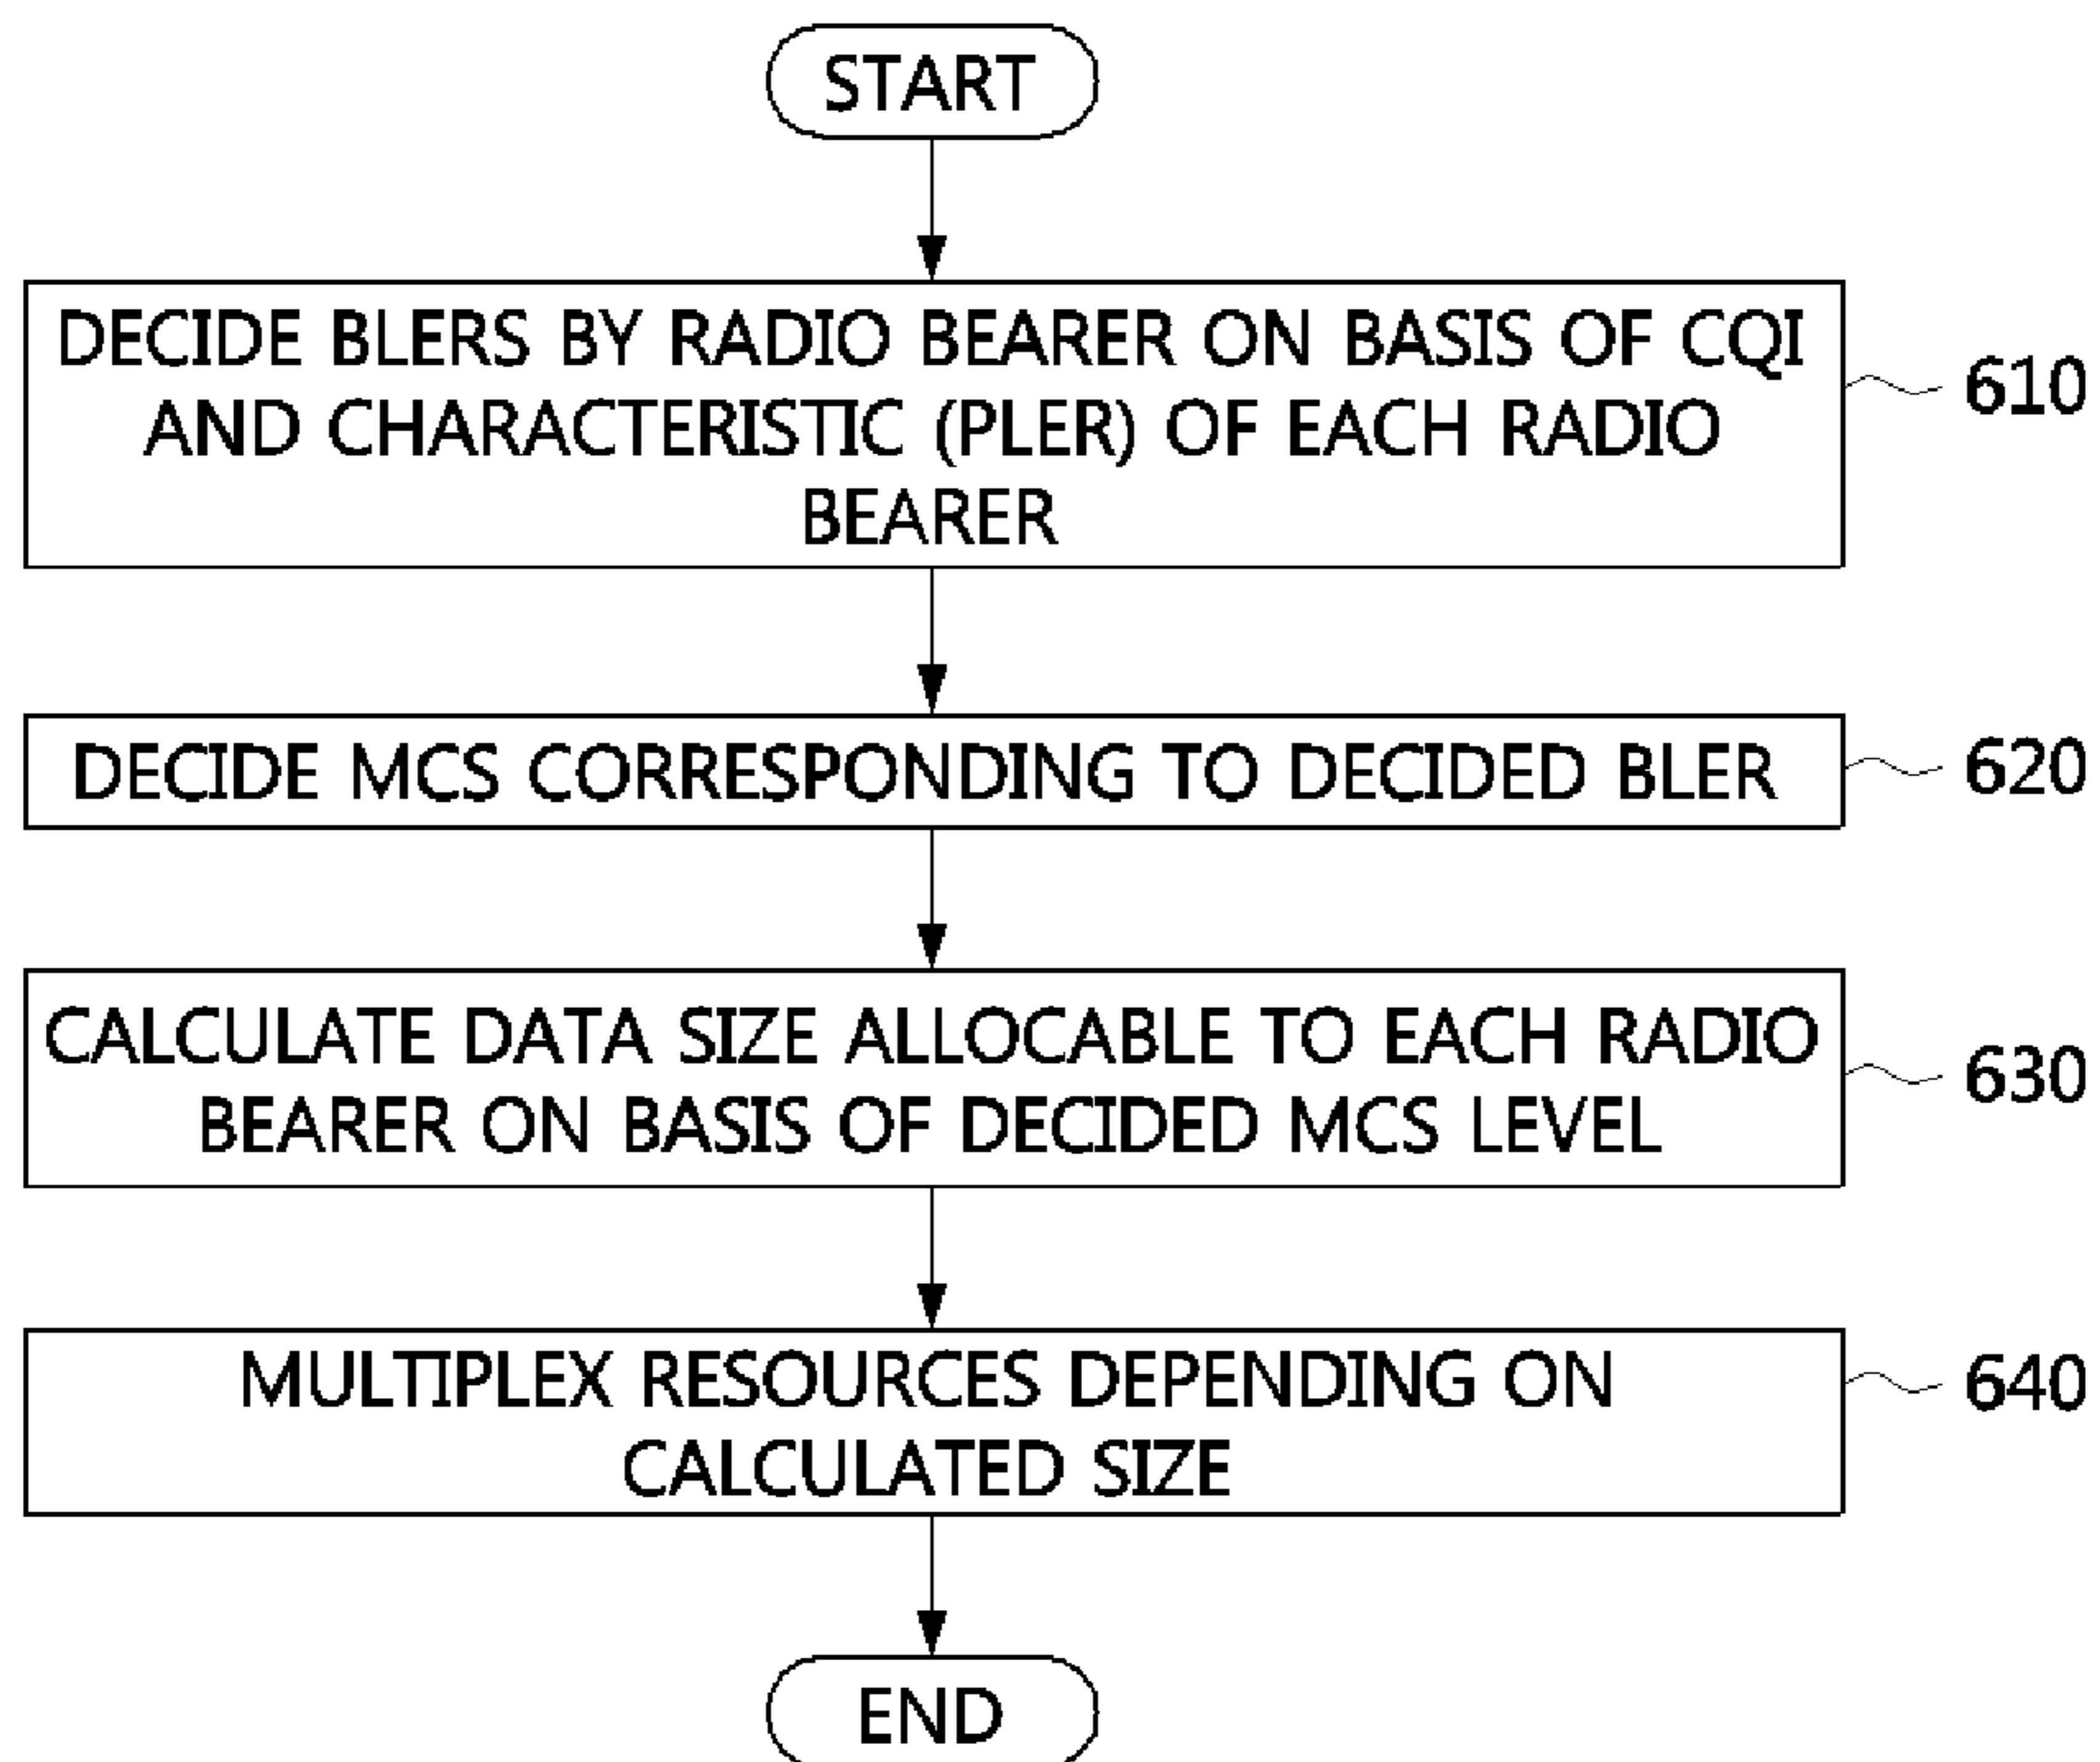 START
DECIDE BLERS BY RADIO BEARER ON BASIS OF CQI
AND CHARACTERISTIC (PLER) OF EACH RADIO
BEARER
610
DECIDE MCS CORRESPONDING TO DECIDED BLER
620
CALCULATE DATA SIZE ALLOCABLE TO EACH RADIO
BEARER ON BASIS OF DECIDED MCS LEVEL
630
MULTIPLEX RESOURCES DEPENDING ON
CALCULATED SIZE
640
END